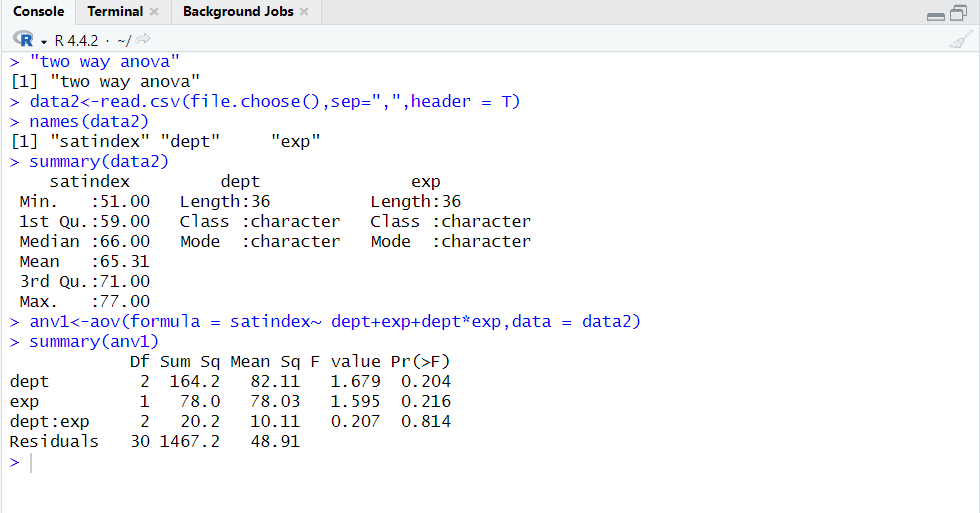 Console Terminal Background Jobs
R 4.4.2 · ~/
> "two way anova"
[1] "two way anova"
> data2<-read.csv(file.choose(),sep=",",header = T)
> names(data2)
[1] "satindex" "dept"     "exp"
> summary(data2)
    satindex         dept               exp
 Min.   :51.00   Length:36          Length:36
 1st Qu.:59.00   Class :character   Class :character
 Median :66.00   Mode  :character   Mode  :character
 Mean   :65.31
 3rd Qu.:71.00
 Max.   :77.00
> anv1<-aov(formula = satindex~ dept+exp+dept*exp,data = data2)
> summary(anv1)
            Df Sum Sq Mean Sq F value Pr(>F)
dept         2  164.2   82.11   1.679  0.204
exp          1   78.0   78.03   1.595  0.216
dept:exp     2   20.2   10.11   0.207  0.814
Residuals   30 1467.2   48.91
>